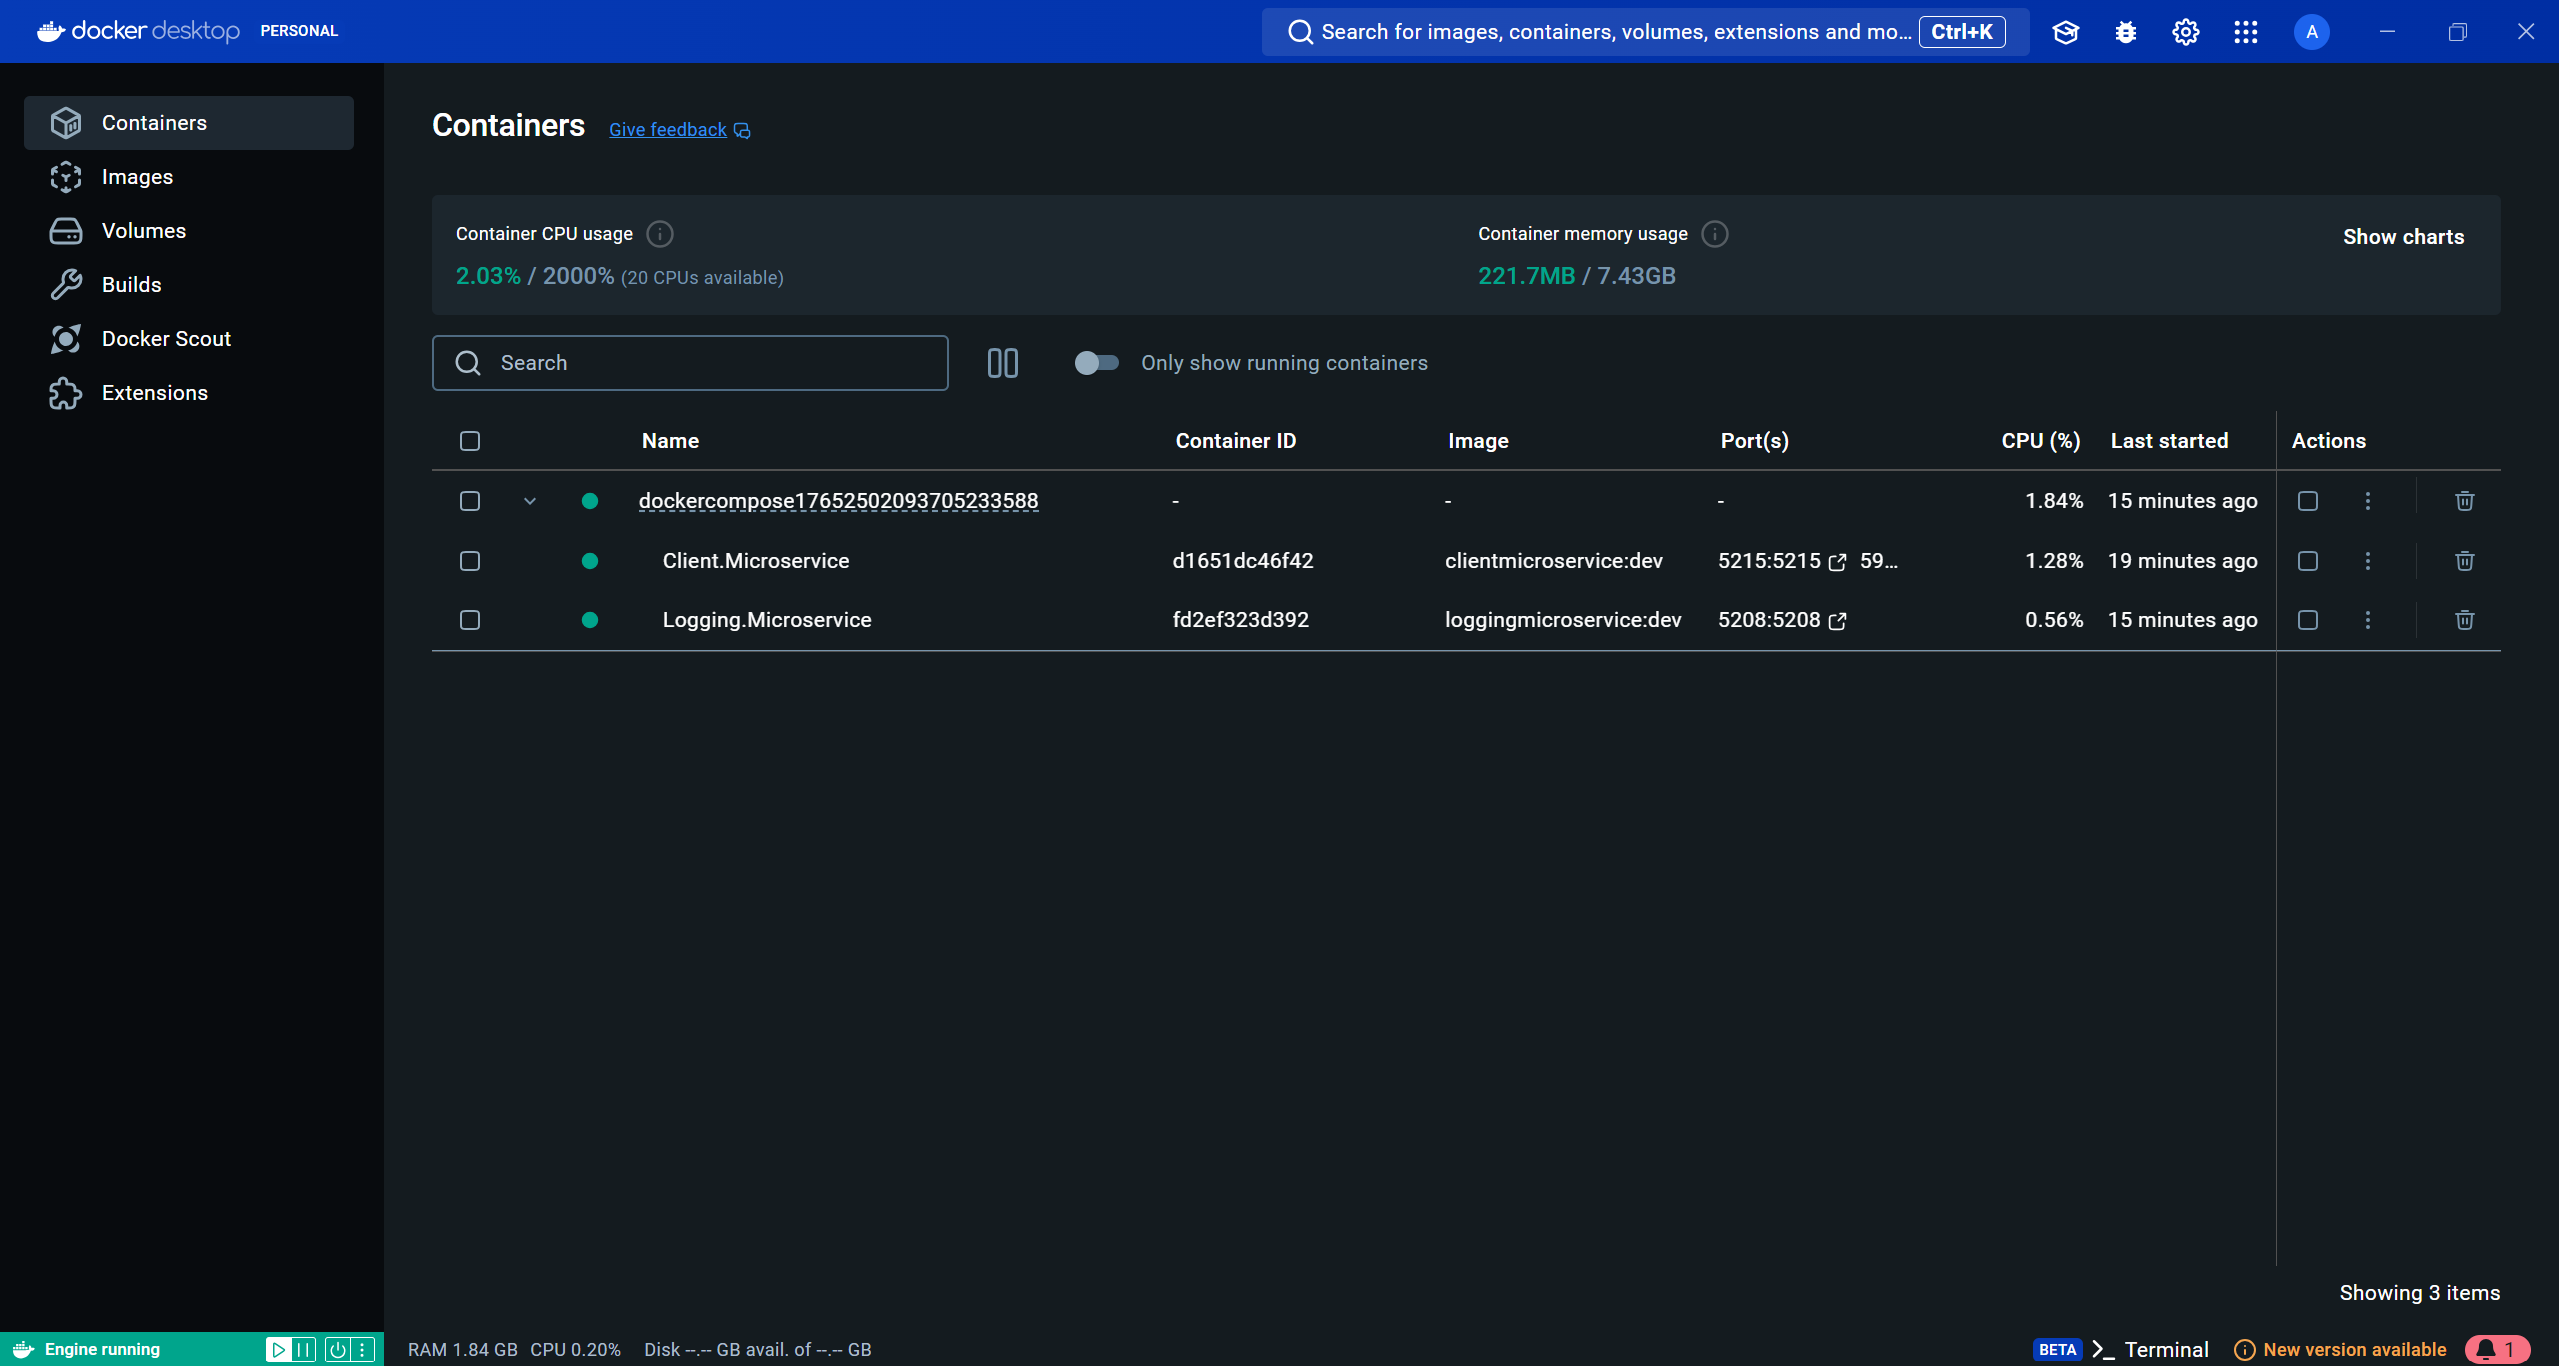 docker desktop PERSONAL
Search for images, containers, volumes, extensions and mo... Ctrl+K
A
Containers
Images
Volumes
Builds
Docker Scout
Extensions
Containers Give feedback
Container CPU usage
2.03% / 2000% (20 CPUs available)
Container memory usage
221.7MB / 7.43GB
Show charts
Search
Only show running containers
Name Container ID Image Port(s) CPU (%) Last started Actions
dockercompose17652502093705233588 - - - 1.84% 15 minutes ago
Client.Microservice d1651dc46f42 clientmicroservice:dev 5215:5215 59... 1.28% 19 minutes ago
Logging.Microservice fd2ef323d392 loggingmicroservice:dev 5208:5208 0.56% 15 minutes ago
Showing 3 items
Engine running
RAM 1.84 GB CPU 0.20% Disk --.-- GB avail. of --.-- GB
BETA Terminal New version available 1